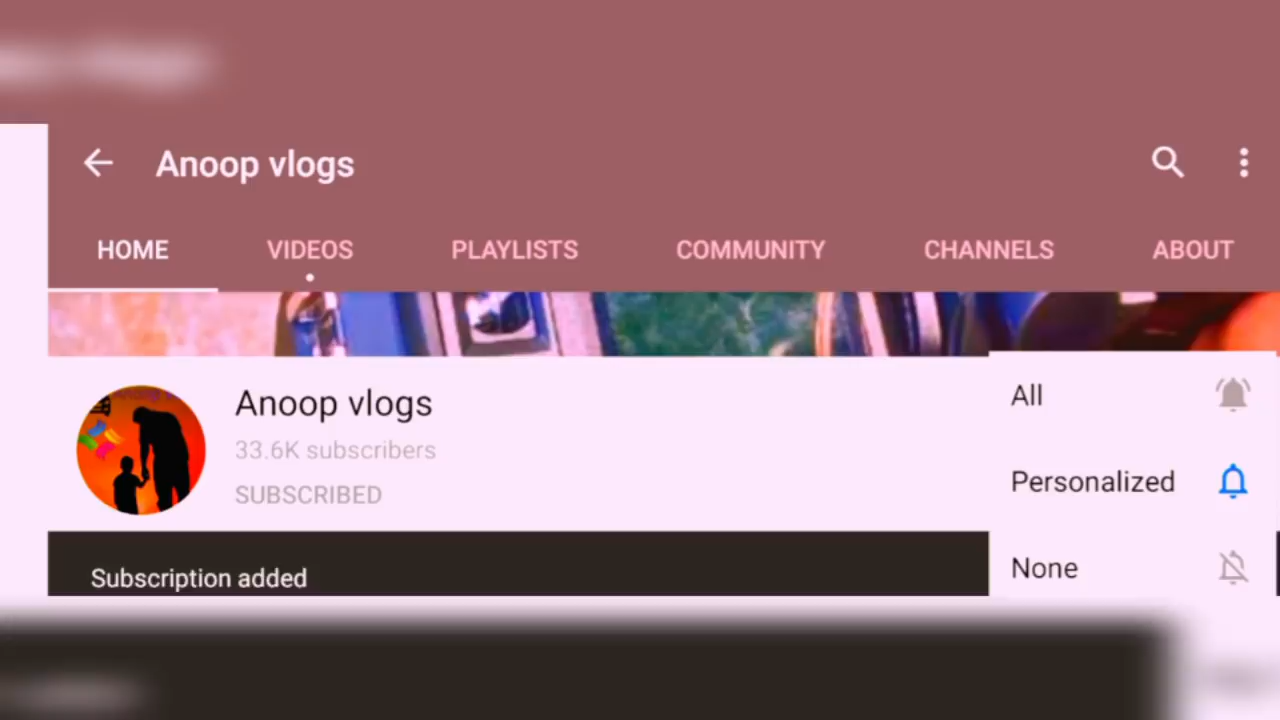 Anoop vlogs
HOME VIDEOS PLAYLISTS COMMUNITY CHANNELS ABOUT
Anoop vlogs
33.6K subscribers
SUBSCRIBED
All
Personalized
None
Subscription added